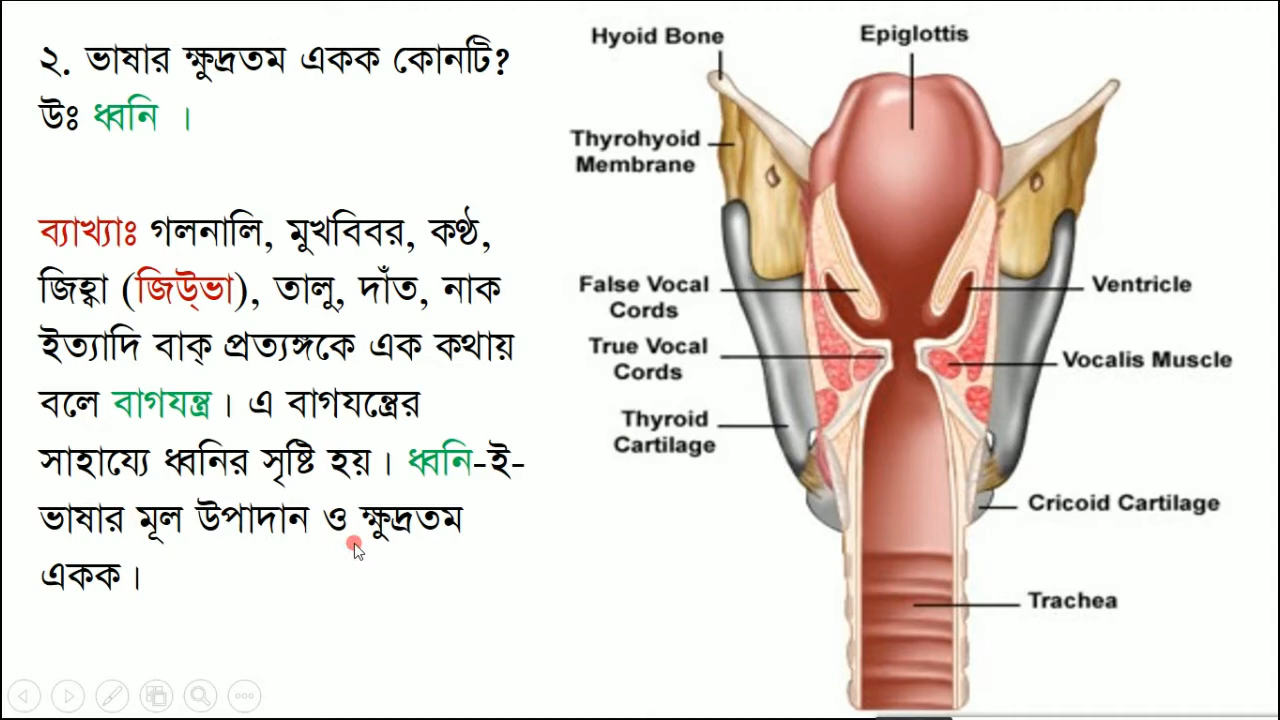 ২. ভাষার ক্ষুদ্রতম একক কোনটি?
উঃ ধ্বনি ।
ব্যাখ্যাঃ গলনালি, মুখবিবর, কণ্ঠ,
জিহ্বা (জিউ্ভা), তালু, দাঁত, নাক
ইত্যাদি বাক্ প্রত্যঙ্গকে এক কথায়
বলে বাগযন্ত্র। এ বাগযন্ত্রের
সাহায্যে ধ্বনির সৃষ্টি হয়। ধ্বনি-ই-
ভাষার মূল উপাদান ও ক্ষুদ্রতম
একক।
Hyoid Bone
Epiglottis
Thyrohyoid
Membrane
False Vocal
Cords
Ventricle
True Vocal
Cords
Vocalis Muscle
Thyroid
Cartilage
Cricoid Cartilage
Trachea